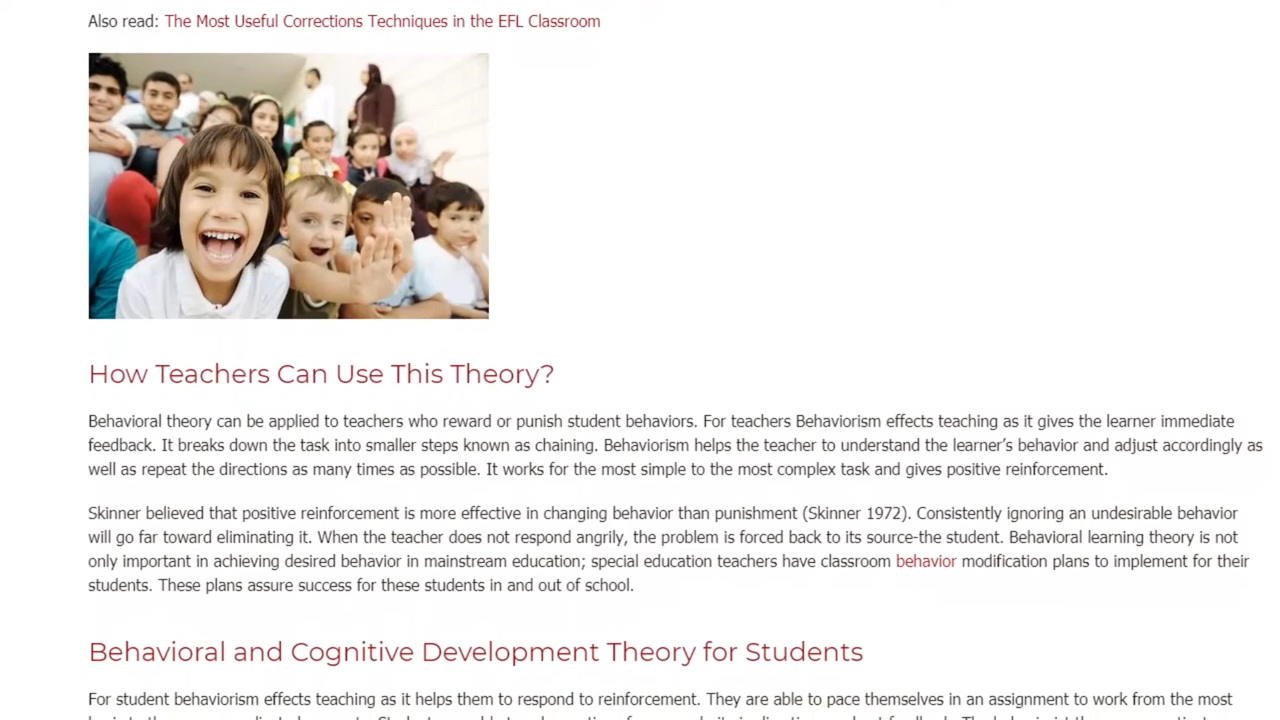 Also read: The Most Useful Corrections Techniques in the EFL Classroom
How Teachers Can Use This Theory?
Behavioral theory can be applied to teachers who reward or punish student behaviors. For teachers Behaviorism effects teaching as it gives the learner immediate
feedback. It breaks down the task into smaller steps known as chaining. Behaviorism helps the teacher to understand the learner’s behavior and adjust accordingly as
well as repeat the directions as many times as possible. It works for the most simple to the most complex task and gives positive reinforcement.
Skinner believed that positive reinforcement is more effective in changing behavior than punishment (Skinner 1972). Consistently ignoring an undesirable behavior
will go far toward eliminating it. When the teacher does not respond angrily, the problem is forced back to its source-the student. Behavioral learning theory is not
only important in achieving desired behavior in mainstream education; special education teachers have classroom behavior modification plans to implement for their
students. These plans assure success for these students in and out of school.
Behavioral and Cognitive Development Theory for Students
For student behaviorism effects teaching as it helps them to respond to reinforcement. They are able to pace themselves in an assignment to work from the most